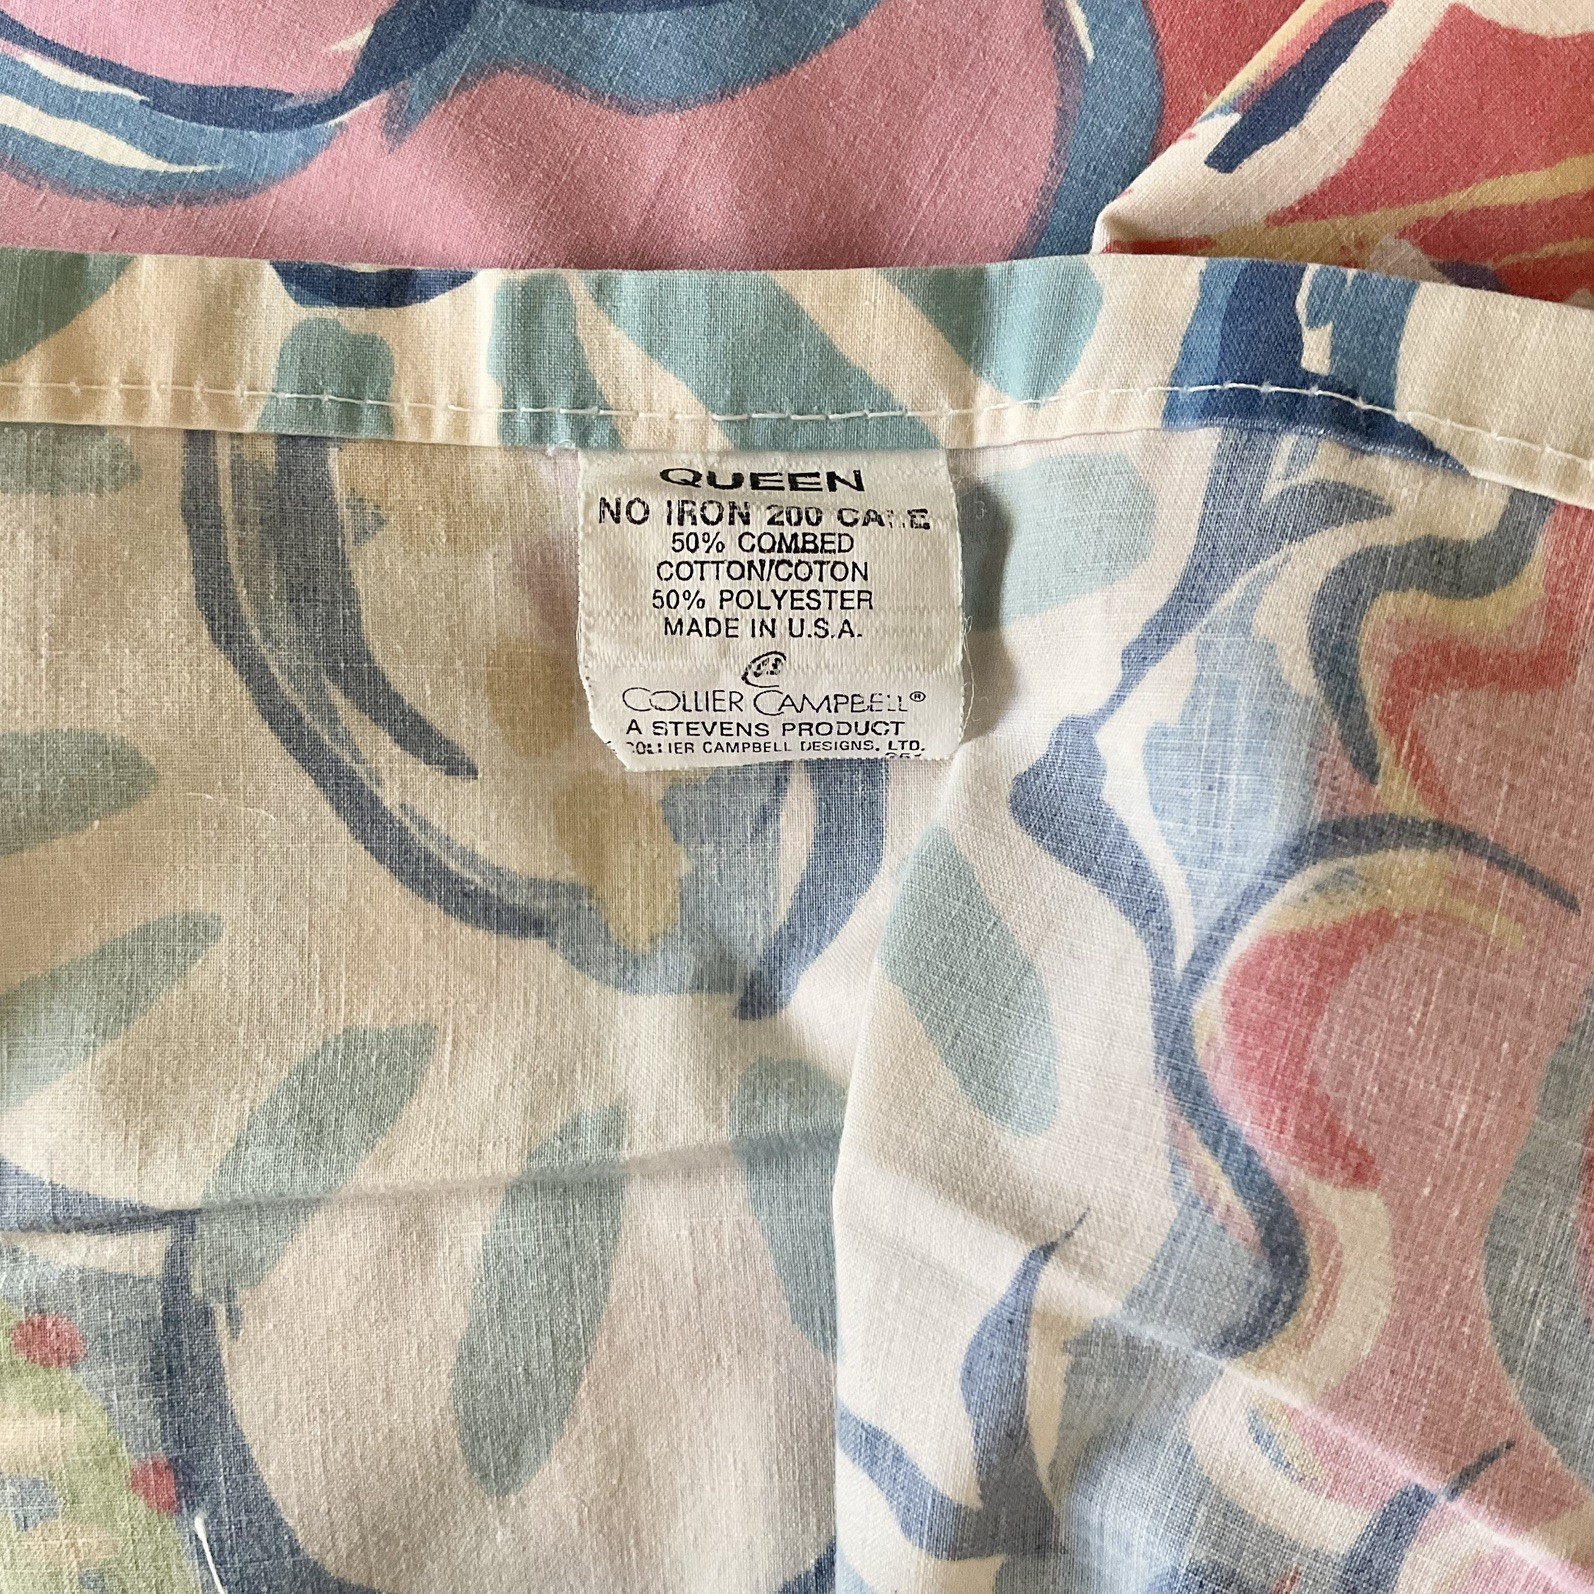 QUEEN
NO IRON 200 CALE
50% COMBED
COTTON/COTON
50% POLYESTER
MADE IN U.S.A.
COLLIER CAMPBELL®
A STEVENS PRODUCT
COLLIER CAMPBELL DESIGNS, LTD.